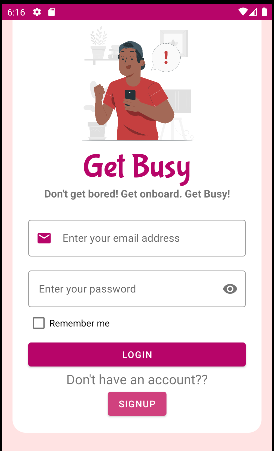 6:16
!
Get Busy
Don't get bored! Get onboard. Get Busy!
Enter your email address
Enter your password
Remember me
LOGIN
Don't have an account??
SIGNUP